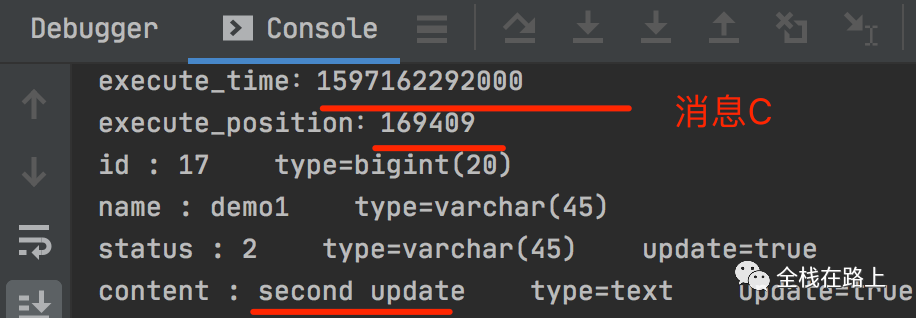 Debugger Console
execute_time: 1597162292000
execute_position: 169409
消息C
id : 17 type=bigint(20)
name : demo1 type=varchar(45)
status : 2 type=varchar(45) update=true
content : second update type=text update=true
全栈在路上